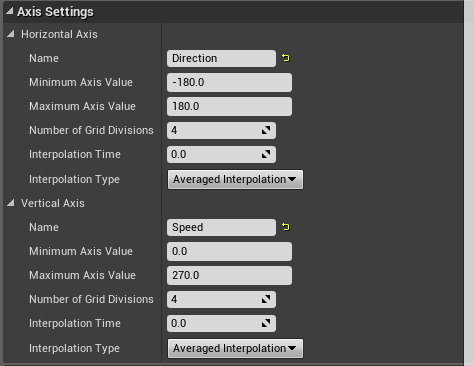 Axis Settings
Horizontal Axis
Name Direction
Minimum Axis Value -180.0
Maximum Axis Value 180.0
Number of Grid Divisions 4
Interpolation Time 0.0
Interpolation Type Averaged Interpolation
Vertical Axis
Name Speed
Minimum Axis Value 0.0
Maximum Axis Value 270.0
Number of Grid Divisions 4
Interpolation Time 0.0
Interpolation Type Averaged Interpolation